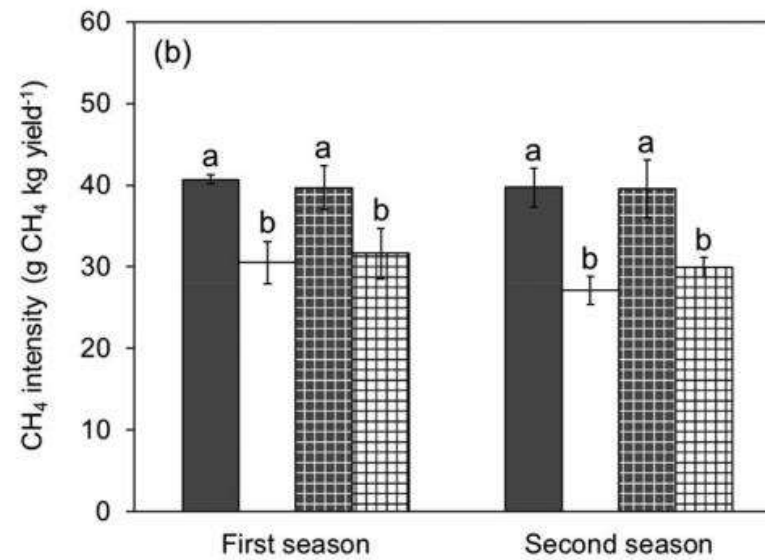 (b)
CH₄ intensity (g CH₄ kg yield⁻¹)
60
50
40
30
20
10
0
a
b
a
b
a
b
a
b
First season
Second season